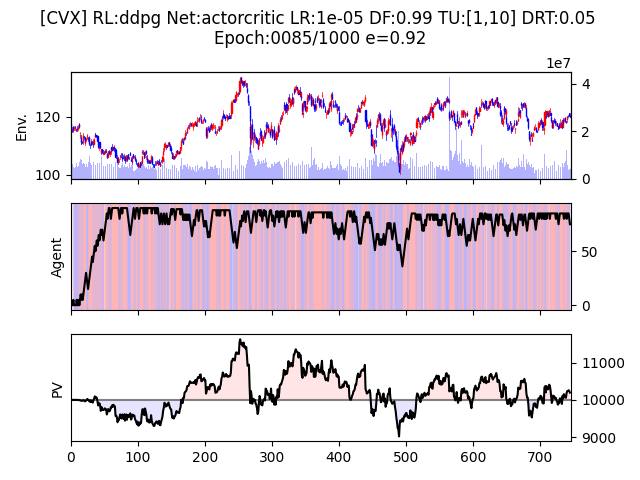 [CVX] RL:ddpg Net:actorcritic LR:1e-05 DF:0.99 TU:[1,10] DRT:0.05
Epoch:0085/1000 e=0.92
1e7
Env.
120
100
4
2
0
Agent
50
0
PV
11000
10000
9000
0 100 200 300 400 500 600 700